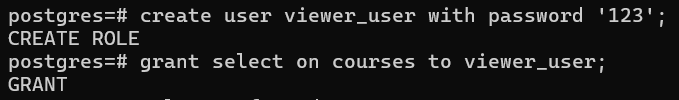 postgres=# create user viewer_user with password '123';
CREATE ROLE
postgres=# grant select on courses to viewer_user;
GRANT